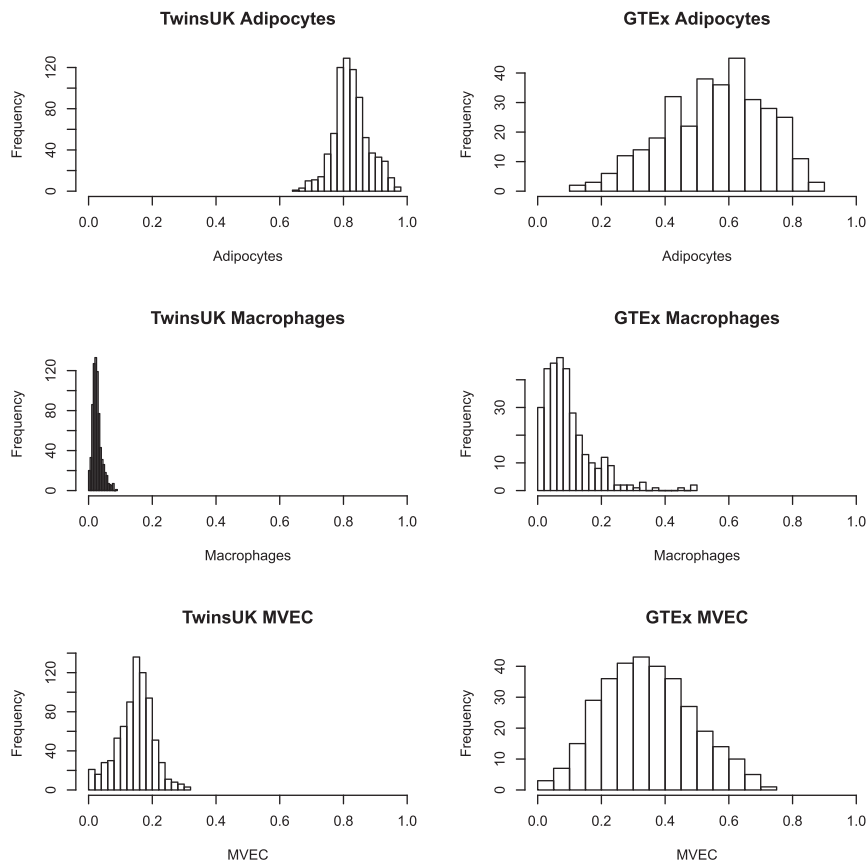 TwinsUK Adipocytes
Frequency
0 40 80 120
0.0 0.2 0.4 0.6 0.8 1.0
Adipocytes
GTEx Adipocytes
Frequency
0 10 20 30 40
0.0 0.2 0.4 0.6 0.8 1.0
Adipocytes
TwinsUK Macrophages
Frequency
0 40 80 120
0.0 0.2 0.4 0.6 0.8 1.0
Macrophages
GTEx Macrophages
Frequency
0 10 30
0.0 0.2 0.4 0.6 0.8 1.0
Macrophages
TwinsUK MVEC
Frequency
0 40 80 120
0.0 0.2 0.4 0.6 0.8 1.0
MVEC
GTEx MVEC
Frequency
0 10 20 30 40
0.0 0.2 0.4 0.6 0.8 1.0
MVEC